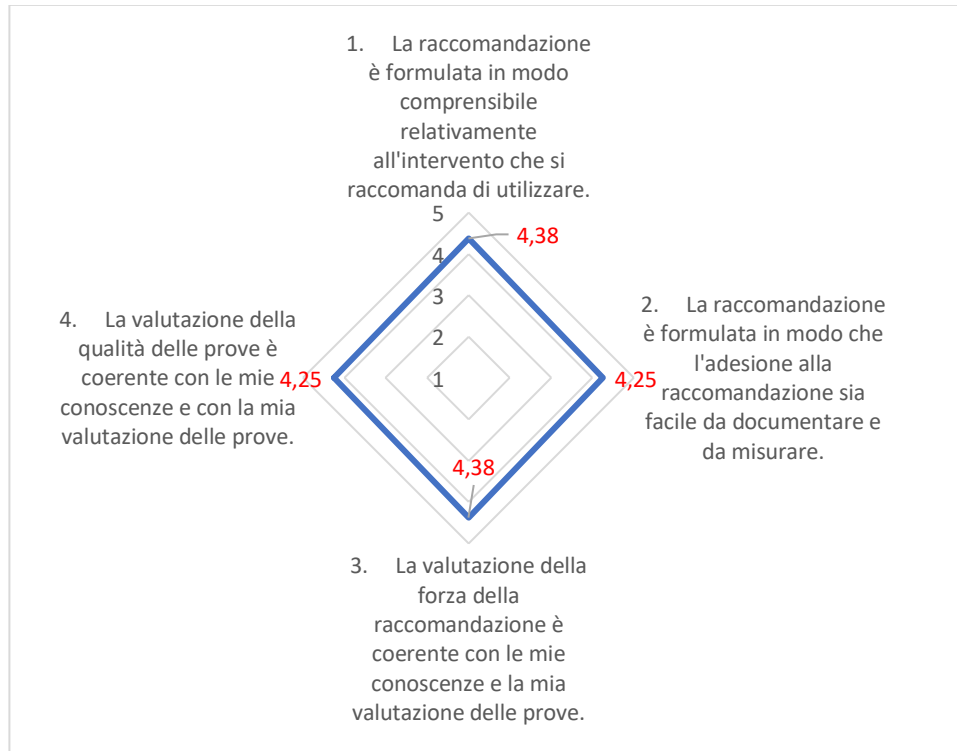 1. La raccomandazione
è formulata in modo
comprensibile
relativamente
all'intervento che si
raccomanda di utilizzare.
5
4,38
4
3
2
1
2. La raccomandazione
è formulata in modo che
l'adesione alla
raccomandazione sia
facile da documentare e
da misurare.
4,25
4. La valutazione della
qualità delle prove è
coerente con le mie
conoscenze e con la mia
valutazione delle prove.
4,25
4,38
3. La valutazione della
forza della
raccomandazione è
coerente con le mie
conoscenze e la mia
valutazione delle prove.